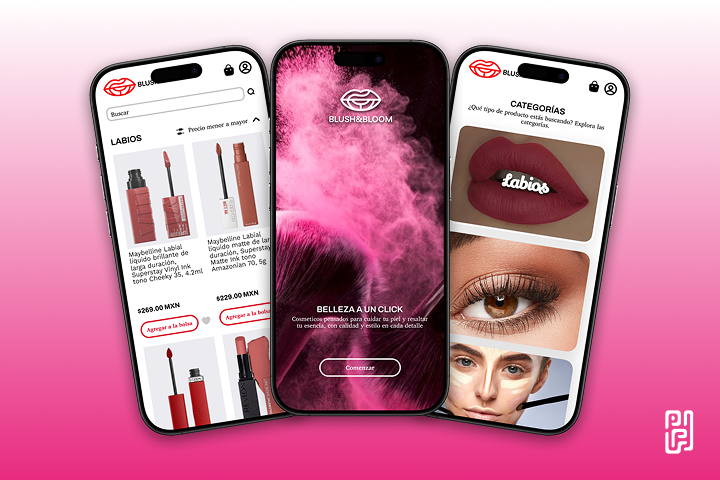 BLUSH
Buscar
LABIOS
Precio menor a mayor
Maybelline Labial
líquido brillante de
larga duración,
Superstay Vinyl Ink
tono Cheeky 35, 4.2ml
$269.00 MXN
Agregar a la bolsa
Maybelline Labial
líquido matte de
larga duración, Superstay
Matte Ink tono
Amazonian 70, 5g
$229.00 MXN
Agregar a la bolsa
BLUSH&BLOOM
BELLEZA A UN CLICK
Cosmeticos pensados para cuidar tu piel y resaltar
tu esencia, con calidad y estilo en cada detalle
Comenzar
BLUSH
CATEGORÍAS
¿Qué tipo de producto estás buscando? Explora las
categorías.
Labios